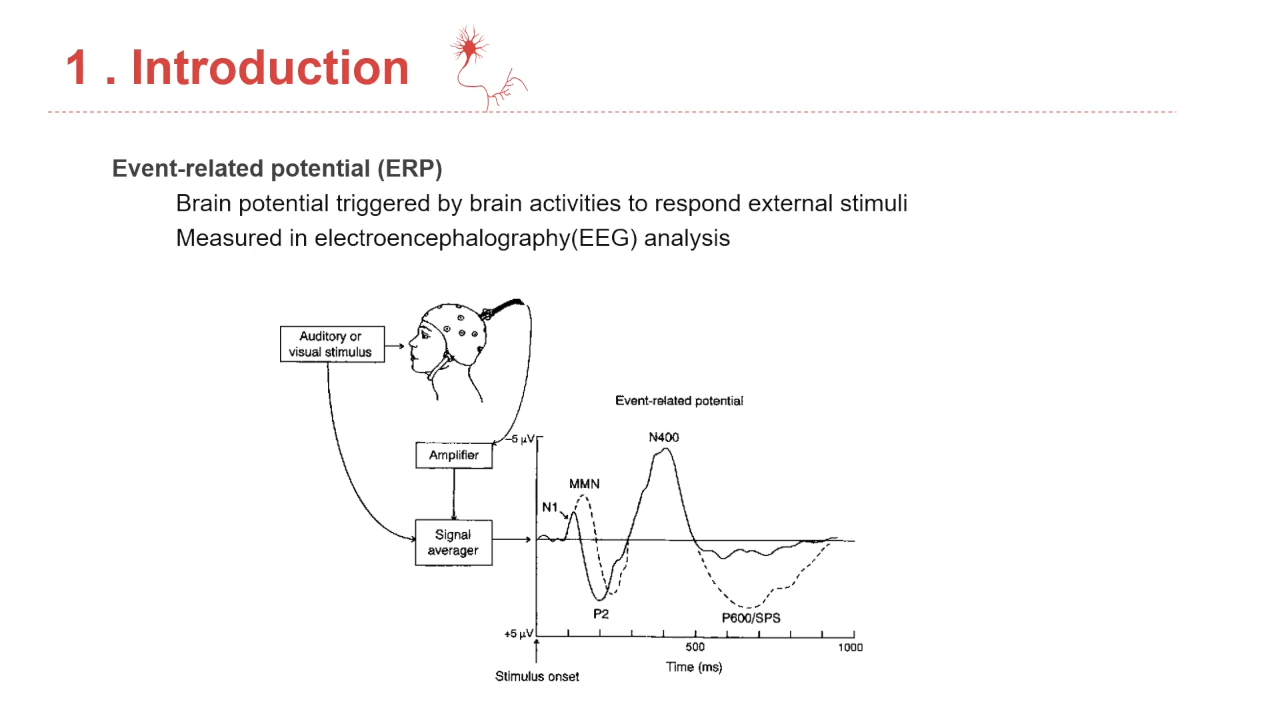 1 . Introduction
Event-related potential (ERP)
Brain potential triggered by brain activities to respond external stimuli
Measured in electroencephalography(EEG) analysis
Auditory or
visual stimulus
Event-related potential
−5 µV
N400
Amplifier
MMN
N1
Signal
averager
P2
P600/SPS
+5 µV
500
1000
Time (ms)
Stimulus onset